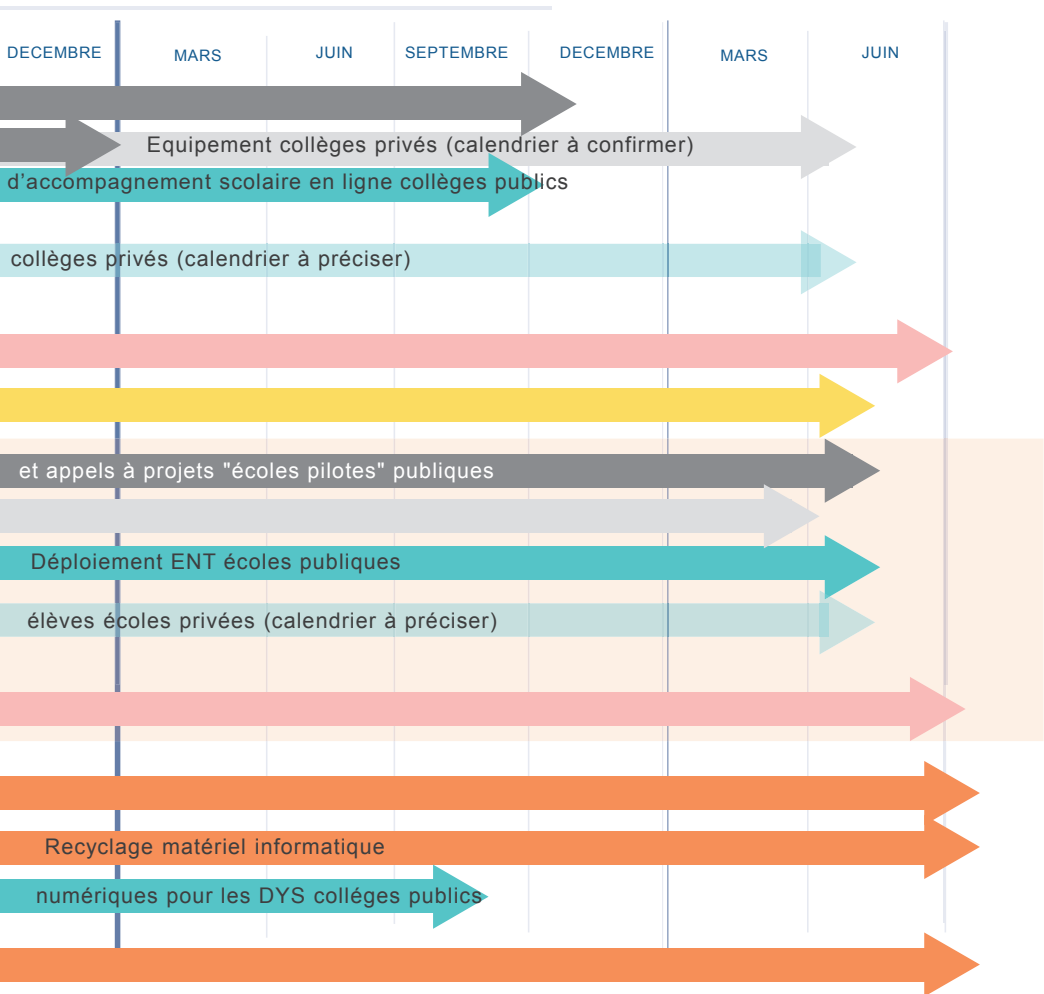 DECEMBRE MARS JUIN SEPTEMBRE DECEMBRE MARS JUIN
Equipement collèges privés (calendrier à confirmer)
d'accompagnement scolaire en ligne collèges publics
collèges privés (calendrier à préciser)
et appels à projets "écoles pilotes" publiques
Déploiement ENT écoles publiques
élèves écoles privées (calendrier à préciser)
Recyclage matériel informatique
numériques pour les DYS colléges publics